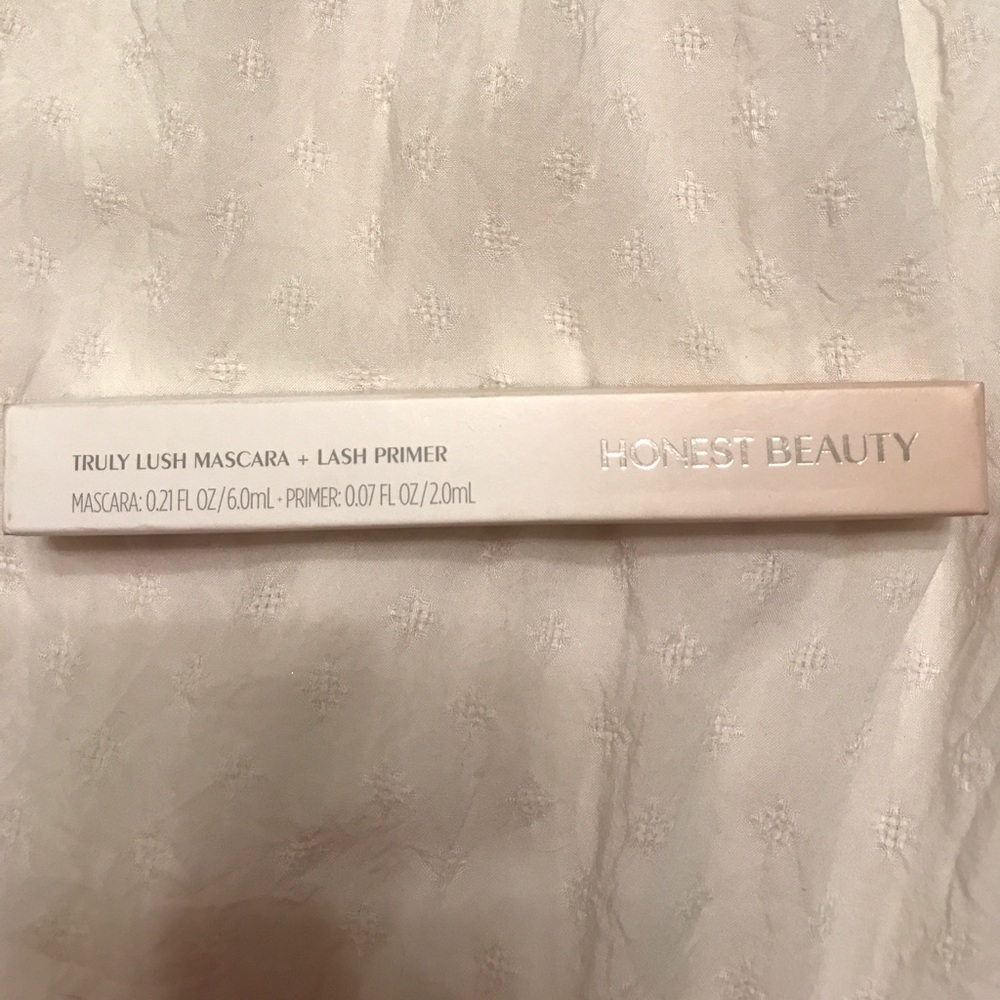 TRULY LUSH MASCARA + LASH PRIMER
MASCARA: 0.21 FL OZ/6.0mL · PRIMER: 0.07 FL OZ/2.0mL
HONEST BEAUTY